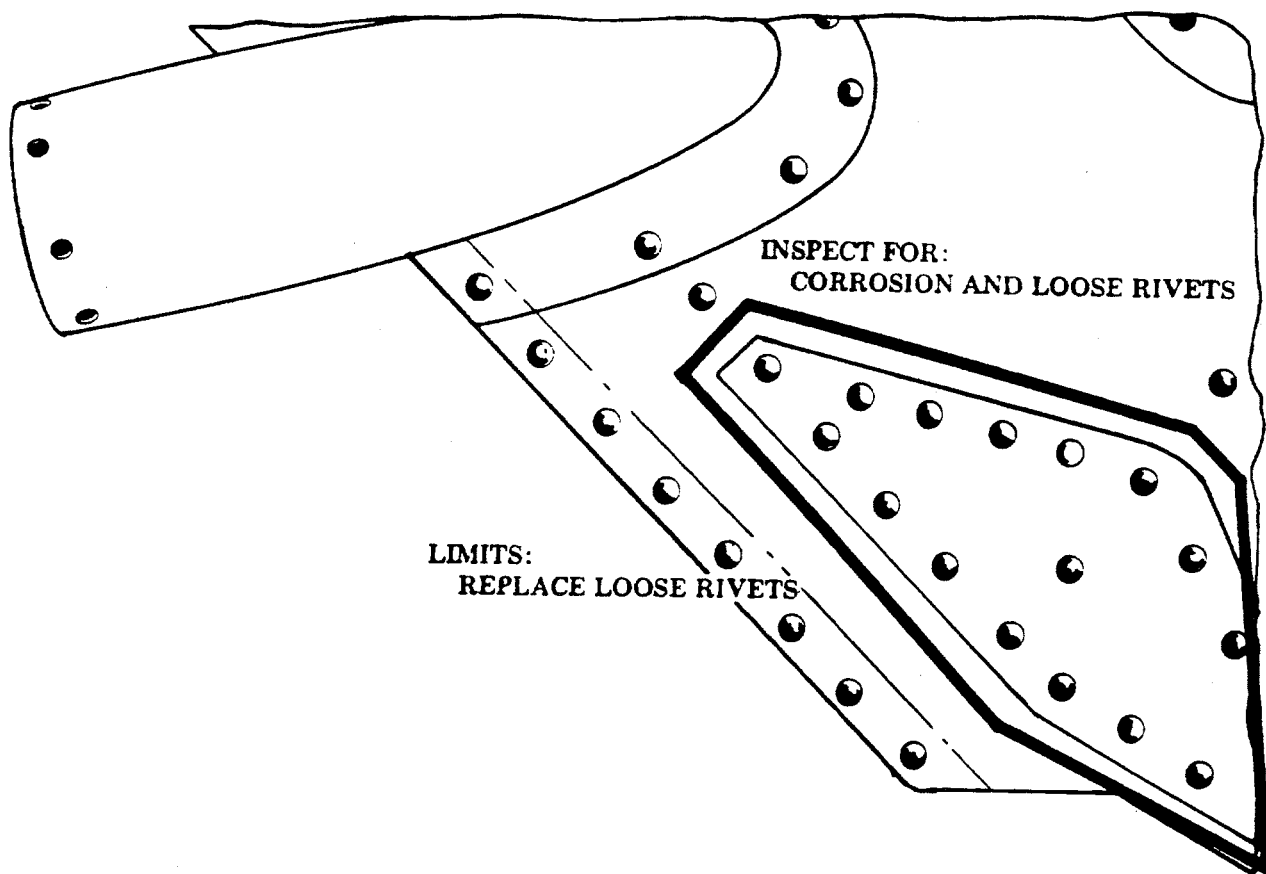 INSPECT FOR:
CORROSION AND LOOSE RIVETS
LIMITS:
REPLACE LOOSE RIVETS